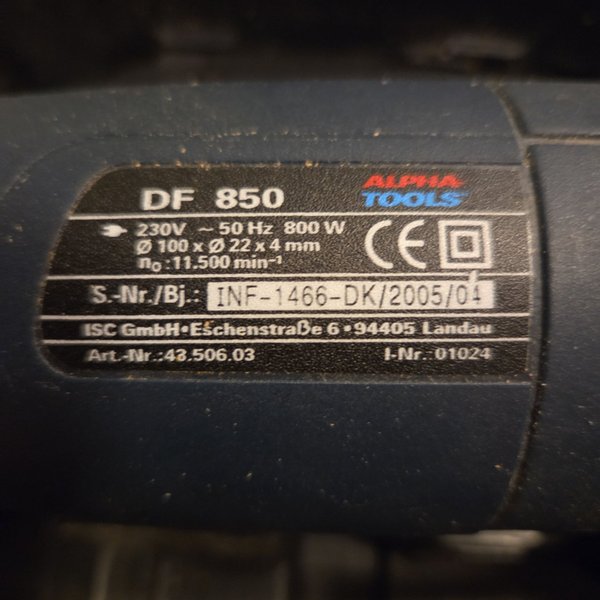 DF 850 ALPHA TOOLS
230V ~ 50 Hz 800 W
Ø 100 x Ø 22 x 4 mm
n₀:11.500 min⁻¹
CE
S.-Nr./Bj.: INF-1466-DK/2005/04
ISC GmbH•Eschenstraße 6•94405 Landau
Art.-Nr.:43.506.03 I-Nr.:01024